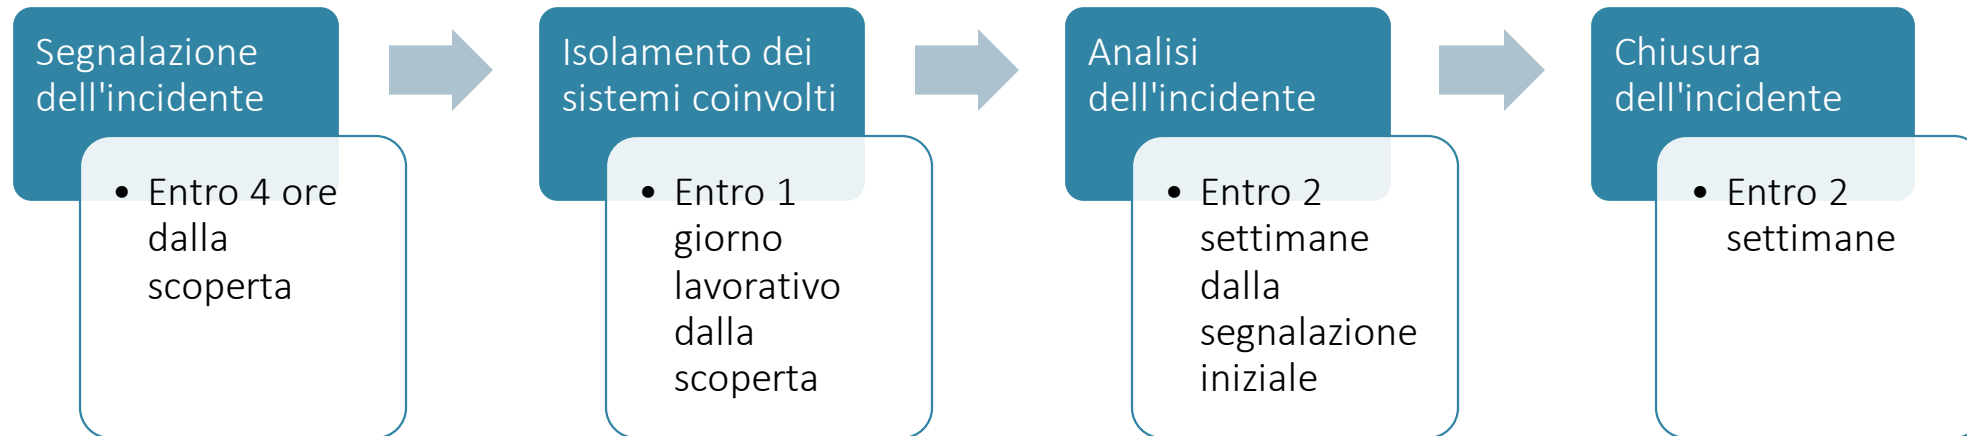 Segnalazione
dell'incidente
• Entro 4 ore
dalla
scoperta
Isolamento dei
sistemi coinvolti
• Entro 1
giorno
lavorativo
dalla
scoperta
Analisi
dell'incidente
• Entro 2
settimane
dalla
segnalazione
iniziale
Chiusura
dell'incidente
• Entro 2
settimane